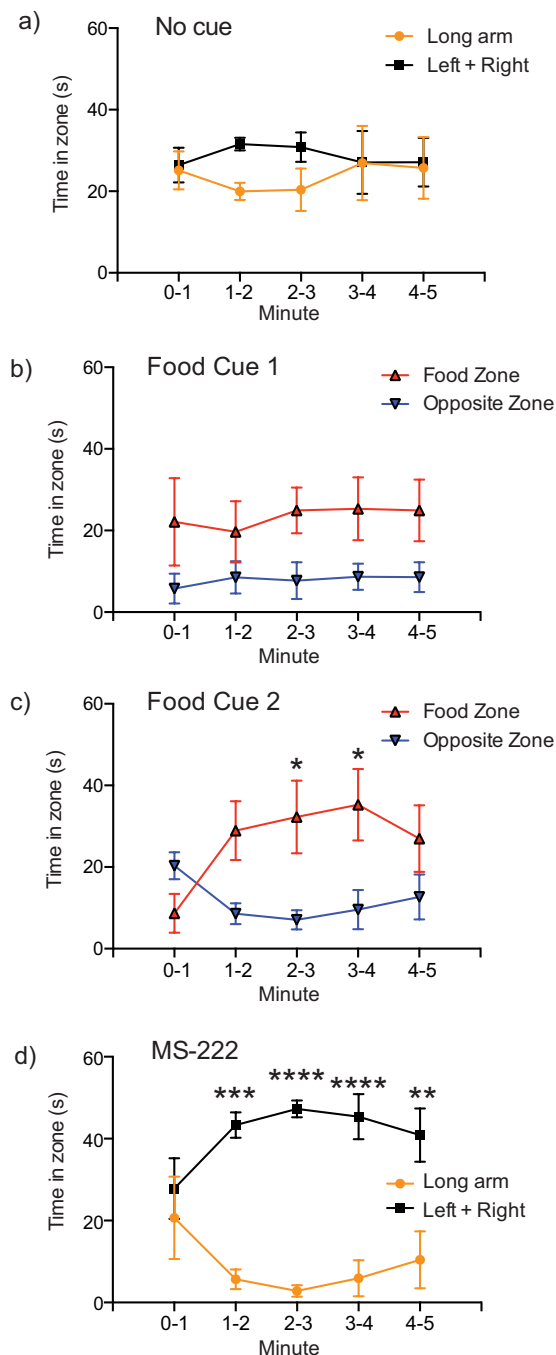 a) No cue
Long arm
Left + Right
Time in zone (s)
60
40
20
0
0-1 1-2 2-3 3-4 4-5
Minute
b) Food Cue 1
Food Zone
Opposite Zone
Time in zone (s)
60
40
20
0
0-1 1-2 2-3 3-4 4-5
Minute
c) Food Cue 2
Food Zone
Opposite Zone
* *
Time in zone (s)
60
40
20
0
0-1 1-2 2-3 3-4 4-5
Minute
d) MS-222
*** **** **** **
Long arm
Left + Right
Time in zone (s)
60
40
20
0
0-1 1-2 2-3 3-4 4-5
Minute